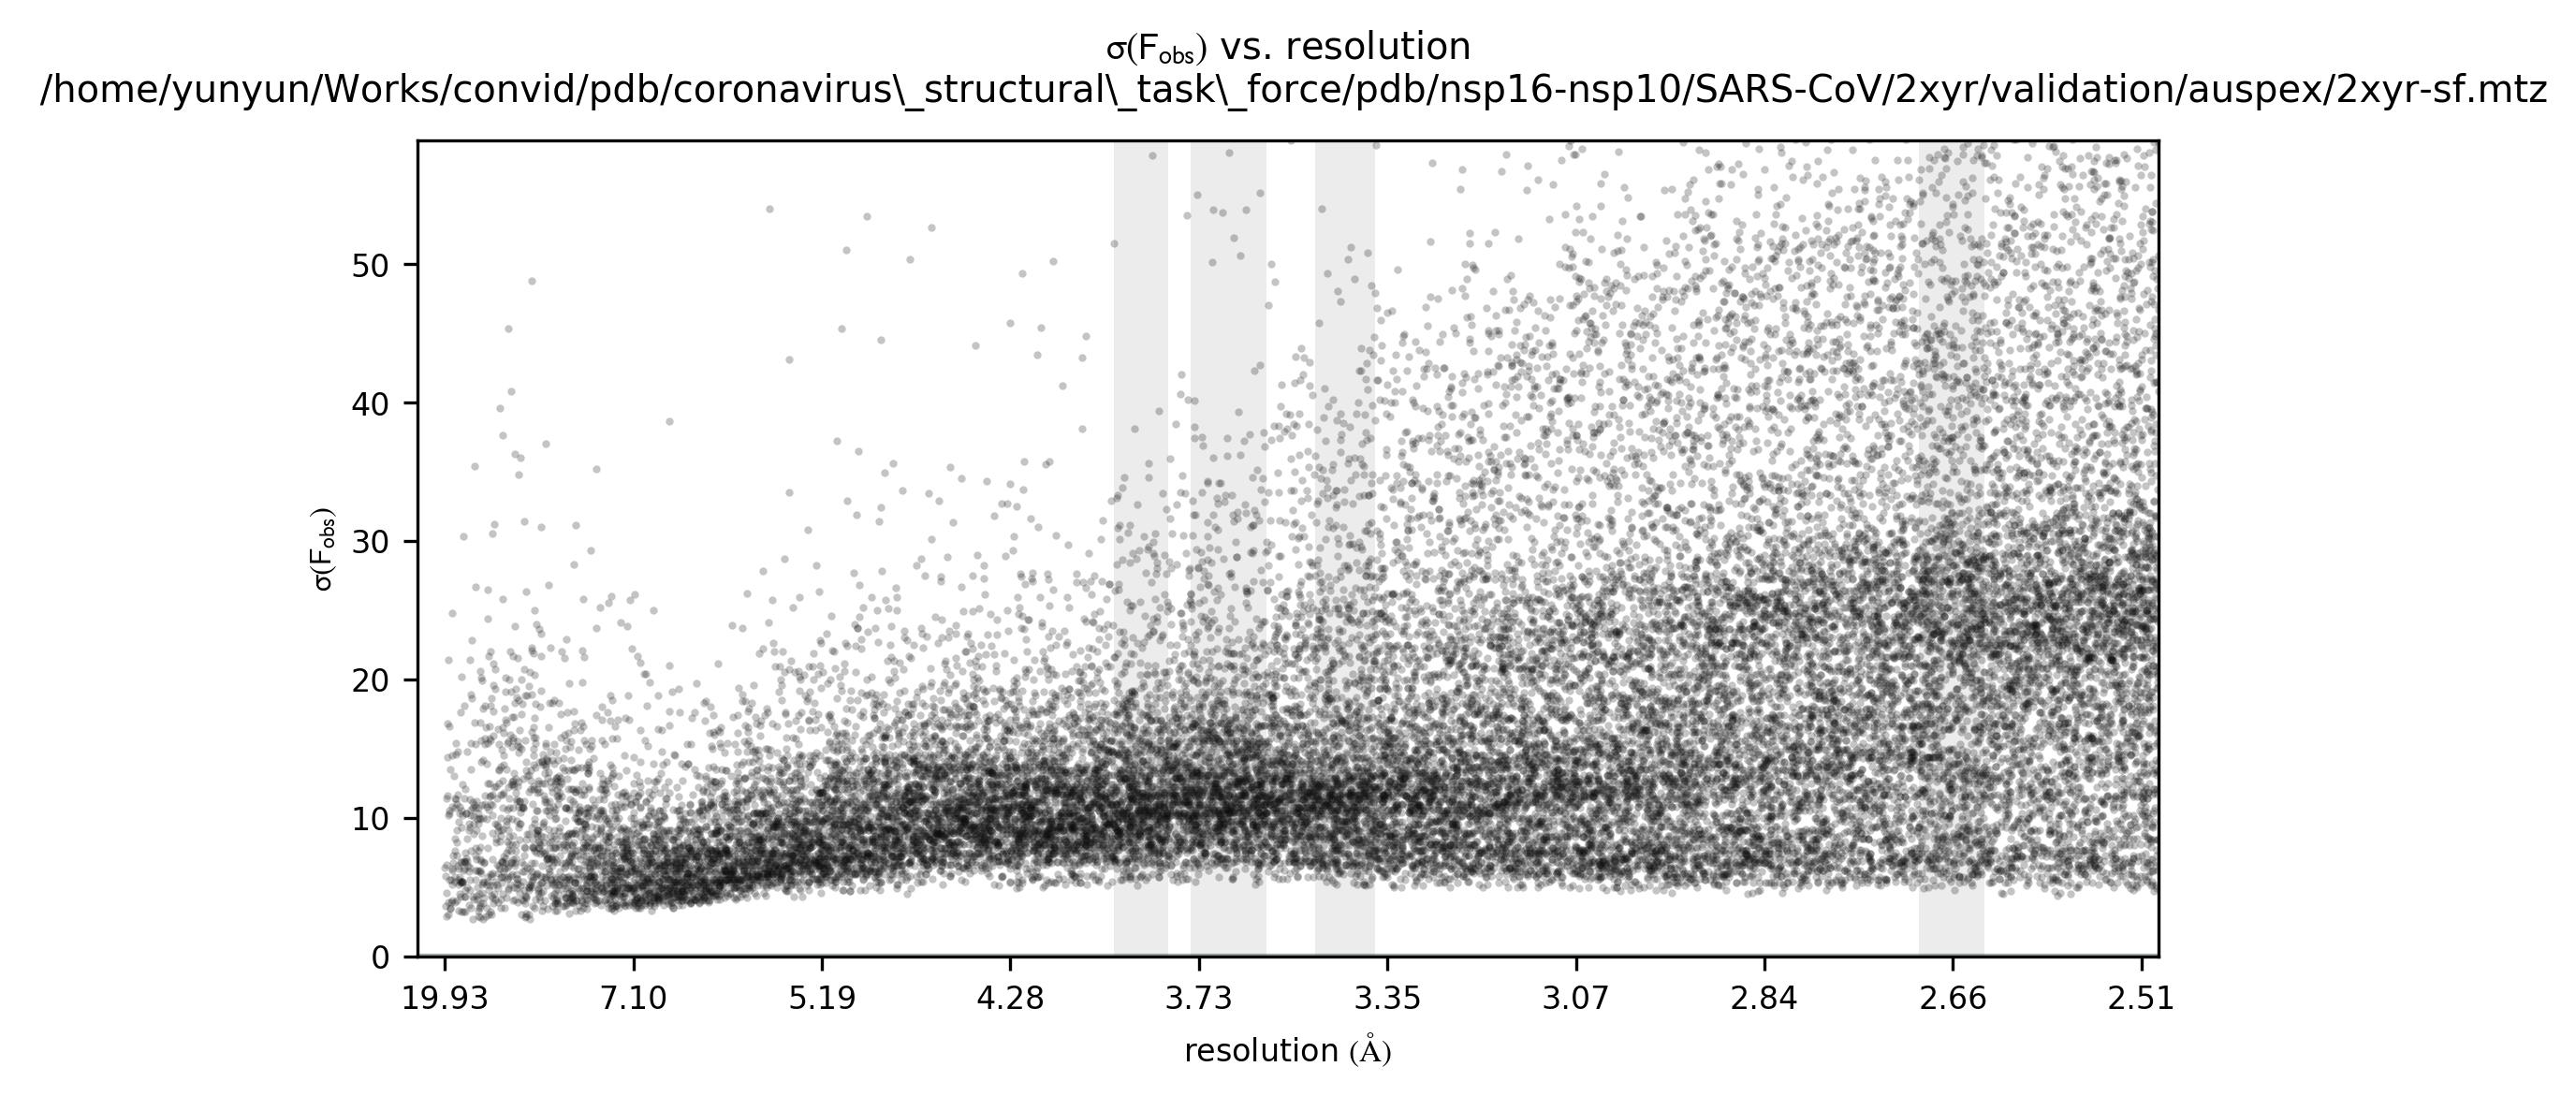 σ(Fobs) vs. resolution
/home/yunyun/Works/convid/pdb/coronavirus\_structural\_task\_force/pdb/nsp16-nsp10/SARS-CoV/2xyr/validation/auspex/2xyr-sf.mtz
σ(Fobs)
50
40
30
20
10
0
19.93 7.10 5.19 4.28 3.73 3.35 3.07 2.84 2.66 2.51
resolution (Å)